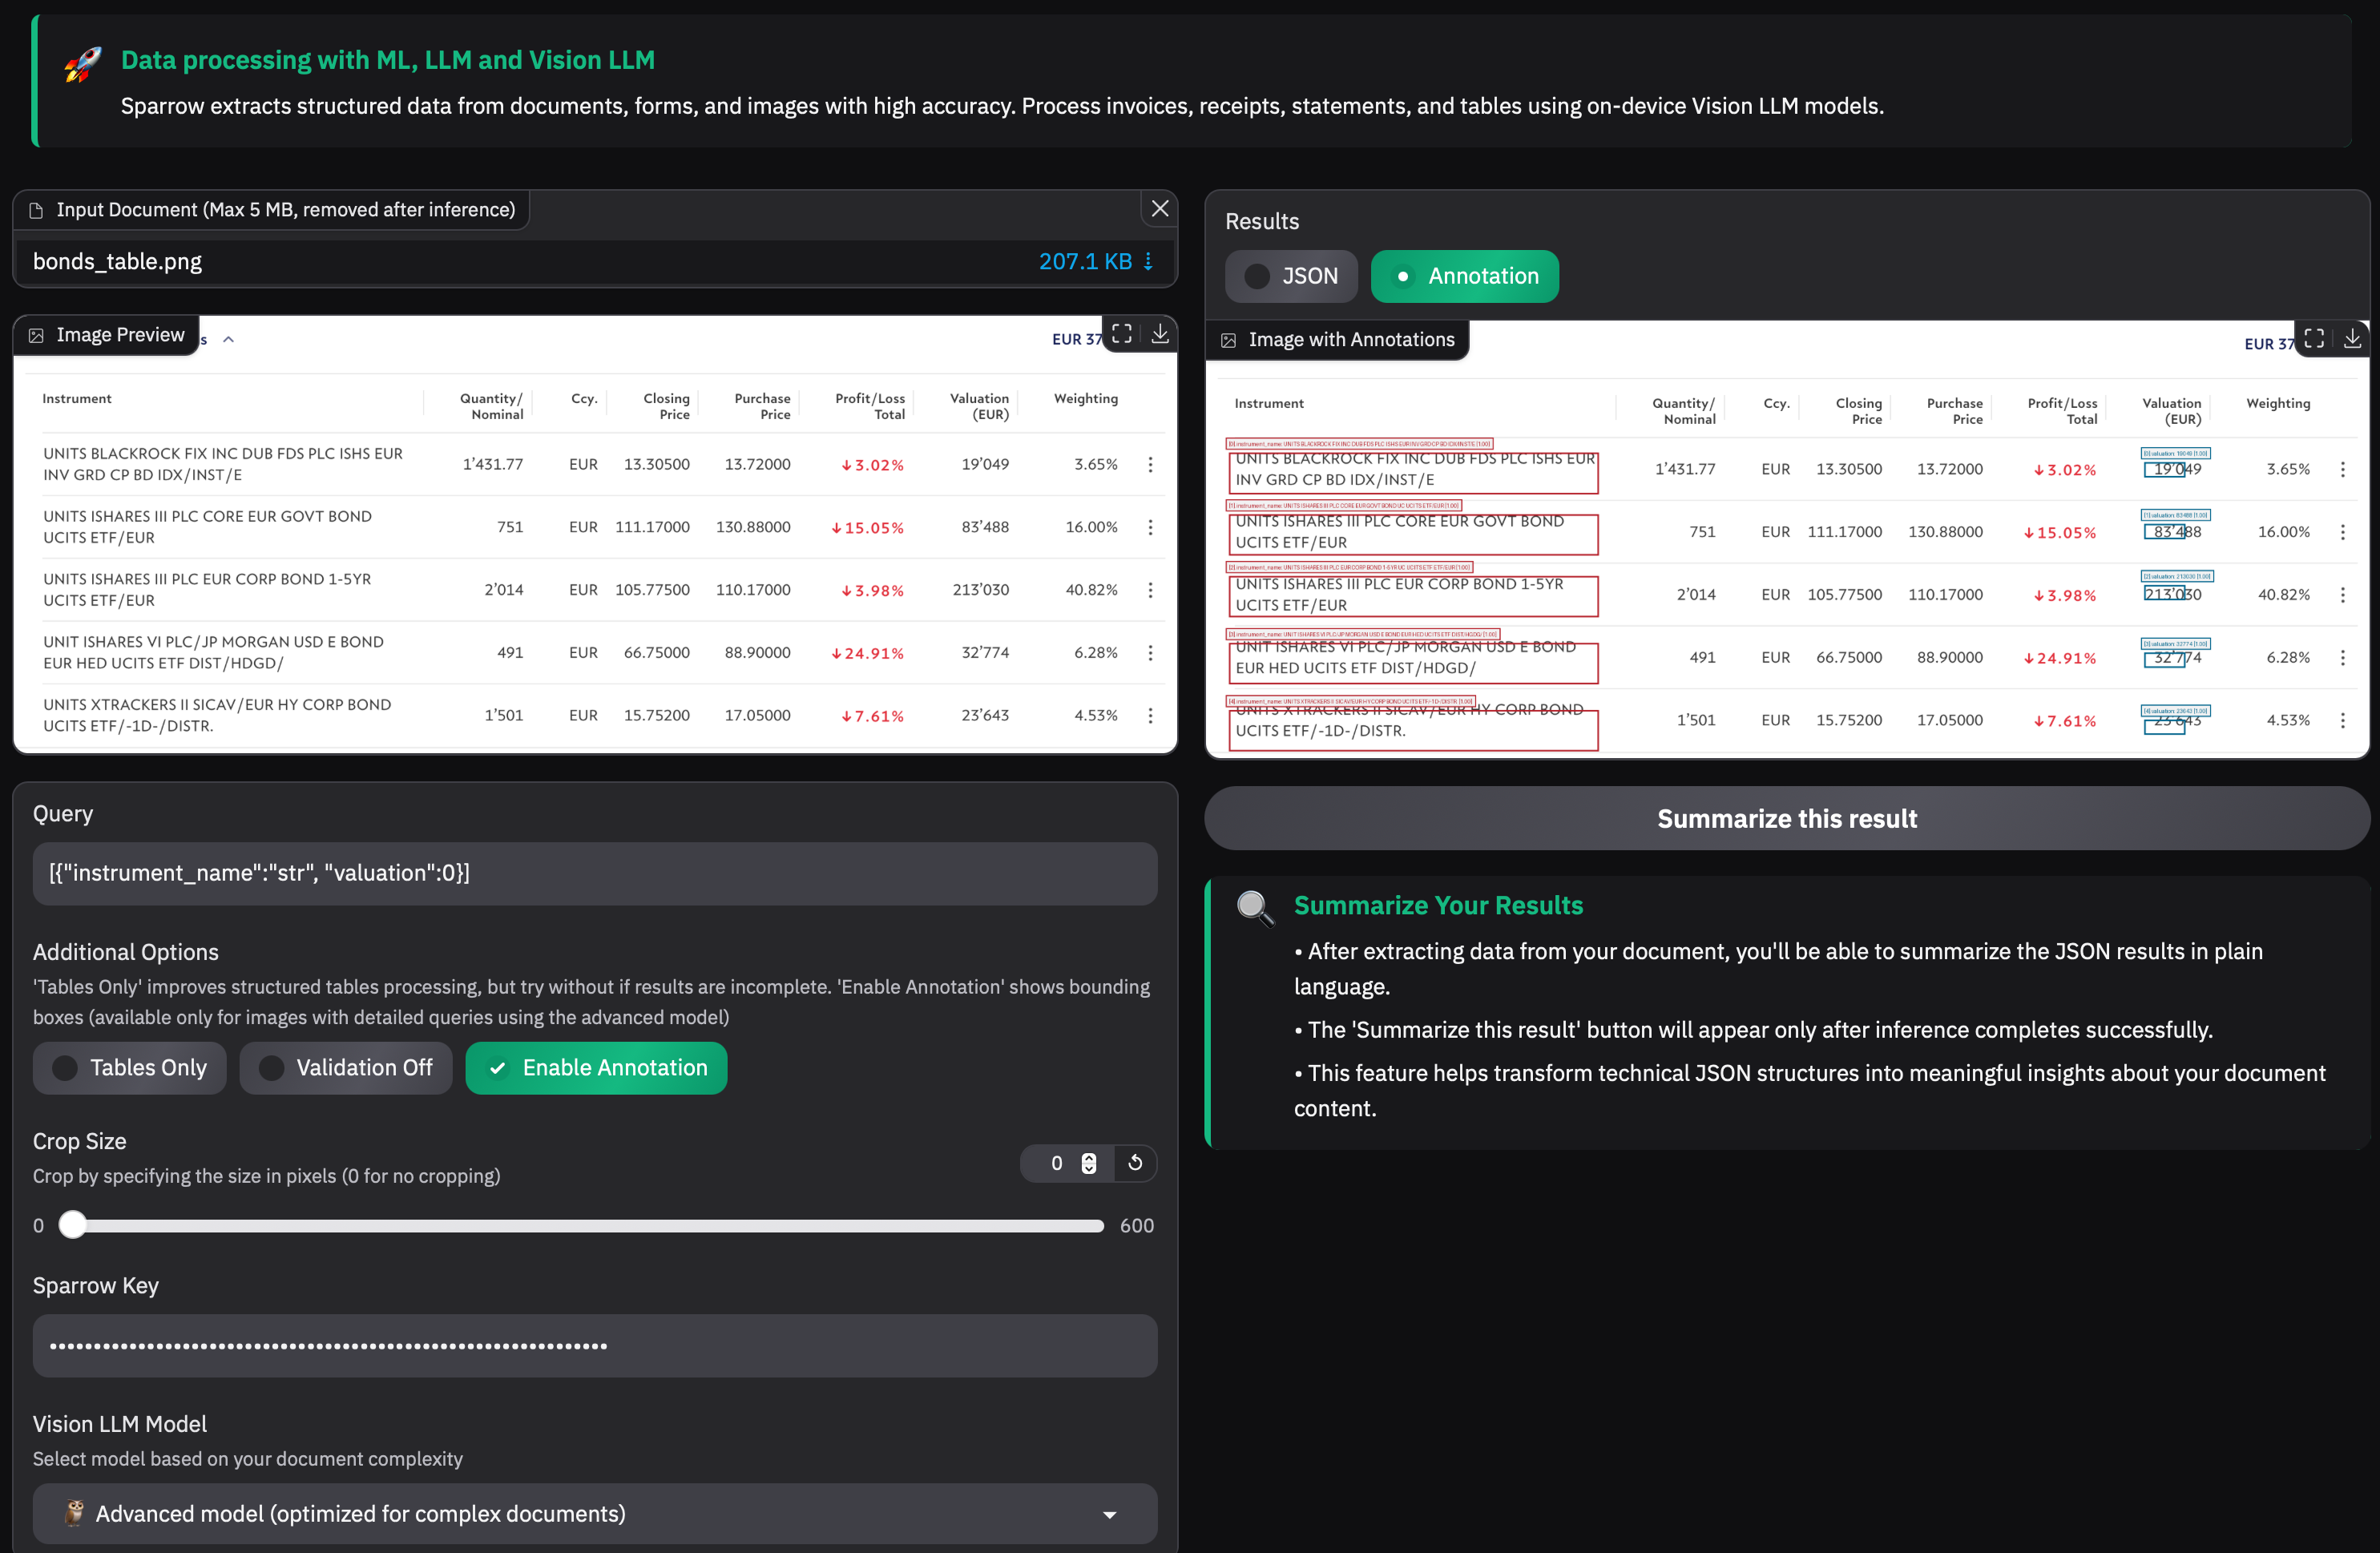 Data processing with ML, LLM and Vision LLM
Sparrow extracts structured data from documents, forms, and images with high accuracy. Process invoices, receipts, statements, and tables using on-device Vision LLM models.
Input Document (Max 5 MB, removed after inference)
bonds_table.png 207.1 KB ⇣
Image Preview s EUR 37
Instrument Quantity/ Nominal Ccy. Closing Price Purchase Price Profit/Loss Total Valuation (EUR) Weighting
UNITS BLACKROCK FIX INC DUB FDS PLC ISHS EUR
INV GRD CP BD IDX/INST/E 1'431.77 EUR 13.30500 13.72000 ↓3.02% 19'049 3.65%
UNITS ISHARES III PLC CORE EUR GOVT BOND
UCITS ETF/EUR 751 EUR 111.17000 130.88000 ↓15.05% 83'488 16.00%
UNITS ISHARES III PLC EUR CORP BOND 1-5YR
UCITS ETF/EUR 2'014 EUR 105.77500 110.17000 ↓3.98% 213'030 40.82%
UNIT ISHARES VI PLC/JP MORGAN USD E BOND
EUR HED UCITS ETF DIST/HDGD/ 491 EUR 66.75000 88.90000 ↓24.91% 32'774 6.28%
UNITS XTRACKERS II SICAV/EUR HY CORP BOND
UCITS ETF/-1D-/DISTR. 1'501 EUR 15.75200 17.05000 ↓7.61% 23'643 4.53%
Query
[{"instrument_name":"str", "valuation":0}]
Additional Options
'Tables Only' improves structured tables processing, but try without if results are incomplete. 'Enable Annotation' shows bounding
boxes (available only for images with detailed queries using the advanced model)
Tables Only Validation Off Enable Annotation
Crop Size
Crop by specifying the size in pixels (0 for no cropping) 0
0 600
Sparrow Key
Vision LLM Model
Select model based on your document complexity
Advanced model (optimized for complex documents)
Results
JSON Annotation
Image with Annotations EUR 37
Instrument Quantity/ Nominal Ccy. Closing Price Purchase Price Profit/Loss Total Valuation (EUR) Weighting
UNITS BLACKROCK FIX INC DUB FDS PLC ISHS EUR
INV GRD CP BD IDX/INST/E 1'431.77 EUR 13.30500 13.72000 ↓3.02% 19'049 3.65%
UNITS ISHARES III PLC CORE EUR GOVT BOND
UCITS ETF/EUR 751 EUR 111.17000 130.88000 ↓15.05% 83'488 16.00%
UNITS ISHARES III PLC EUR CORP BOND 1-5YR
UCITS ETF/EUR 2'014 EUR 105.77500 110.17000 ↓3.98% 213'030 40.82%
UNIT ISHARES VI PLC/JP MORGAN USD E BOND
EUR HED UCITS ETF DIST/HDGD/ 491 EUR 66.75000 88.90000 ↓24.91% 32'774 6.28%
UNITS XTRACKERS II SICAV/EUR HY CORP BOND
UCITS ETF/-1D-/DISTR. 1'501 EUR 15.75200 17.05000 ↓7.61% 23'643 4.53%
Summarize this result
Summarize Your Results
• After extracting data from your document, you'll be able to summarize the JSON results in plain
language.
• The 'Summarize this result' button will appear only after inference completes successfully.
• This feature helps transform technical JSON structures into meaningful insights about your document
content.